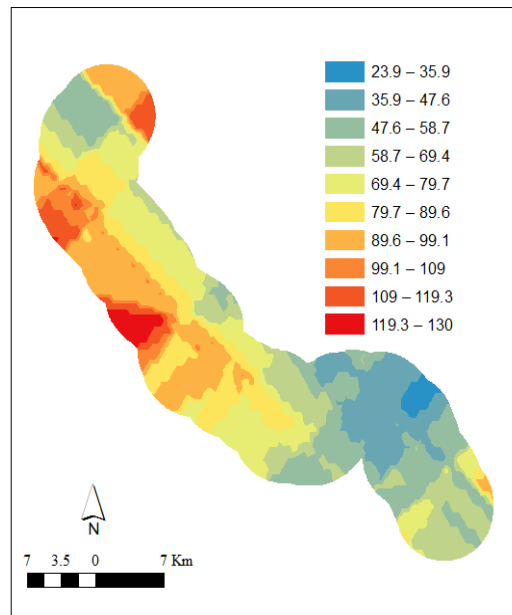 23.9 – 35.9
35.9 – 47.6
47.6 – 58.7
58.7 – 69.4
69.4 – 79.7
79.7 – 89.6
89.6 – 99.1
99.1 – 109
109 – 119.3
119.3 – 130
N
7 3.5 0 7 Km